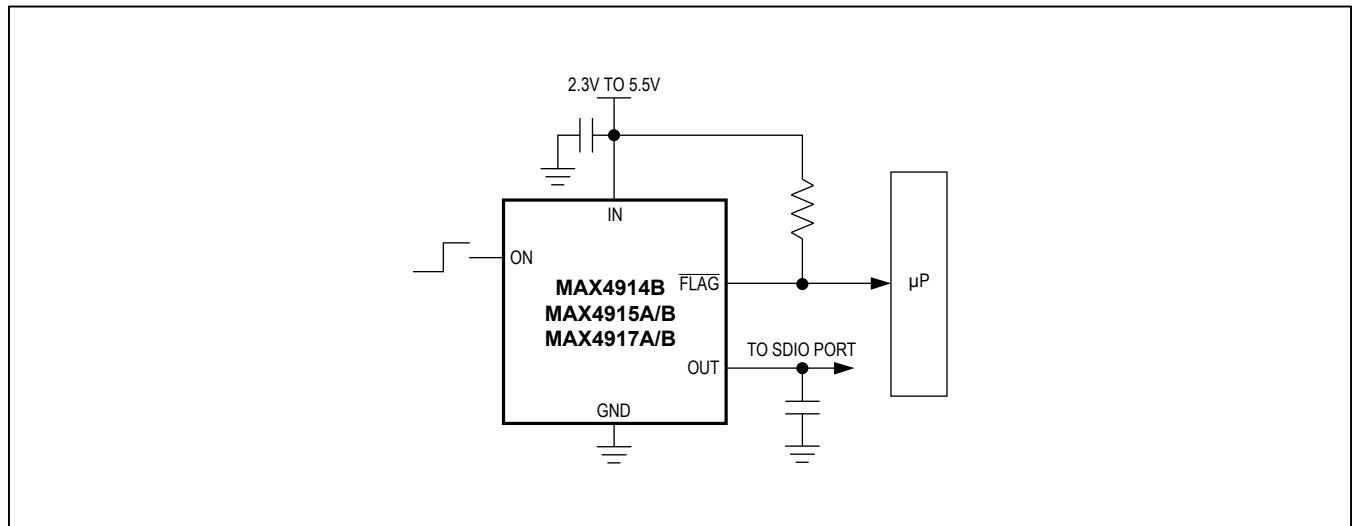 2.3V TO 5.5V
IN
ON
MAX4914B
MAX4915A/B
MAX4917A/B
FLAG
µP
TO SDIO PORT
OUT
GND